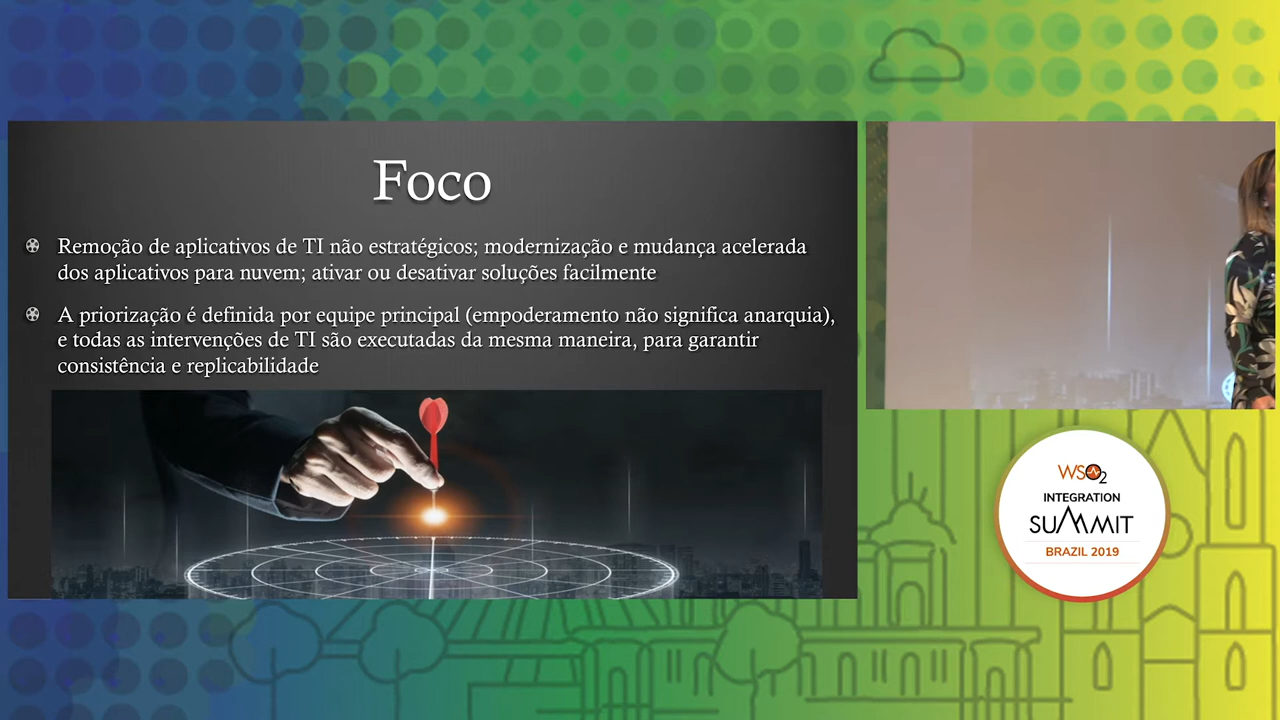 Foco
Remoção de aplicativos de TI não estratégicos; modernização e mudança acelerada
dos aplicativos para nuvem; ativar ou desativar soluções facilmente
A priorização é definida por equipe principal (empoderamento não significa anarquia),
e todas as intervenções de TI são executadas da mesma maneira, para garantir
consistência e replicabilidade
WSO2
INTEGRATION
SUMMIT
BRAZIL 2019